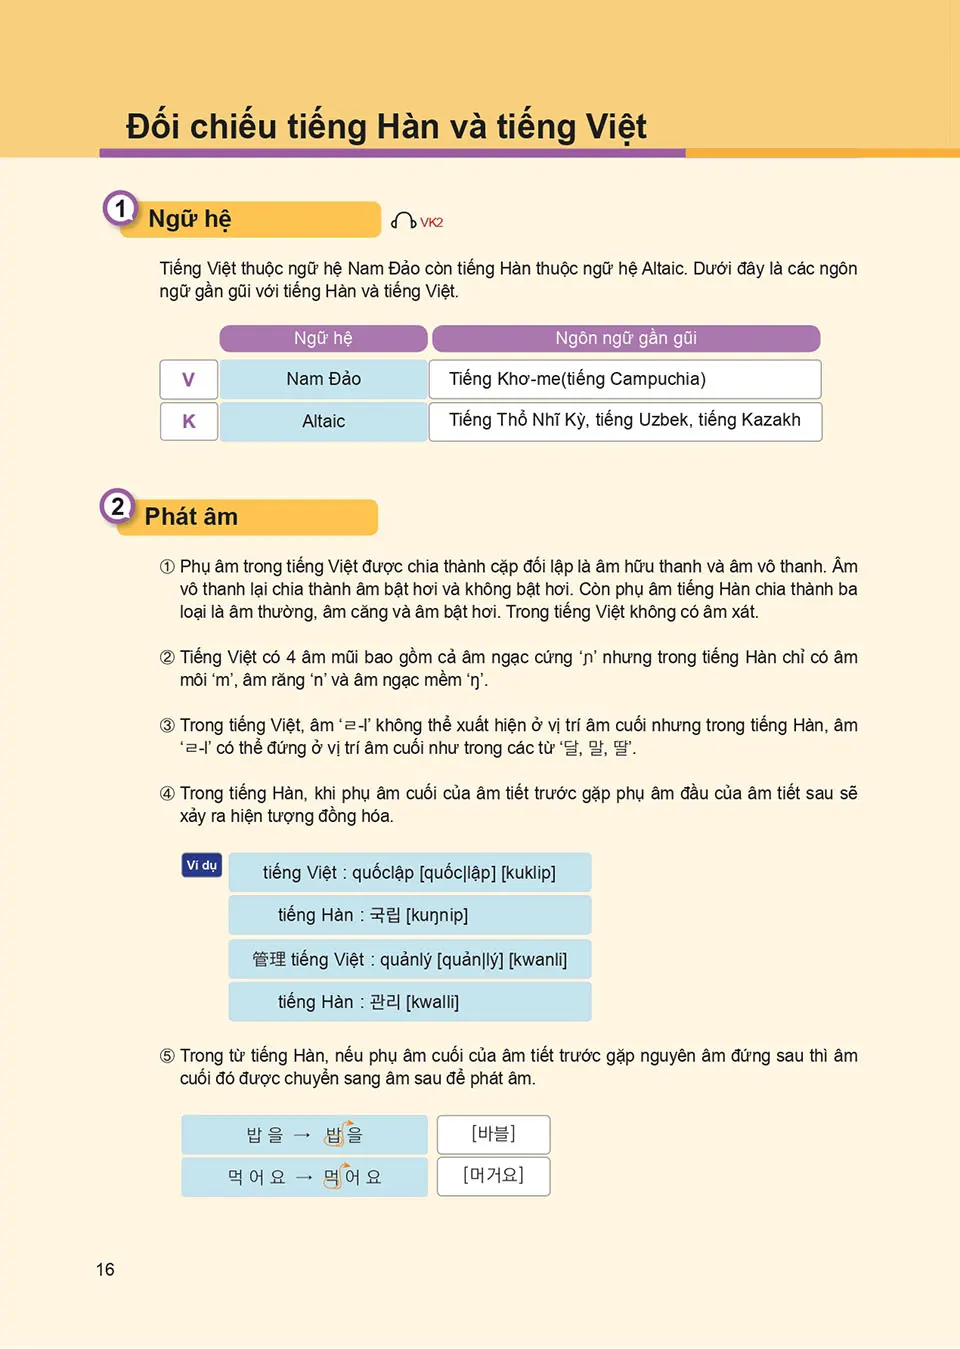 Đối chiếu tiếng Hàn và tiếng Việt
1 Ngữ hệ VK2
Tiếng Việt thuộc ngữ hệ Nam Đảo còn tiếng Hàn thuộc ngữ hệ Altaic. Dưới đây là các ngôn
ngữ gần gũi với tiếng Hàn và tiếng Việt.
Ngữ hệ Ngôn ngữ gần gũi
V Nam Đảo Tiếng Khơ-me(tiếng Campuchia)
K Altaic Tiếng Thổ Nhĩ Kỳ, tiếng Uzbek, tiếng Kazakh
2 Phát âm
① Phụ âm trong tiếng Việt được chia thành cặp đối lập là âm hữu thanh và âm vô thanh. Âm
vô thanh lại chia thành âm bật hơi và không bật hơi. Còn phụ âm tiếng Hàn chia thành ba
loại là âm thường, âm căng và âm bật hơi. Trong tiếng Việt không có âm xát.
② Tiếng Việt có 4 âm mũi bao gồm cả âm ngạc cứng ‘ɲ’ nhưng trong tiếng Hàn chỉ có âm
môi ‘m’, âm răng ‘n’ và âm ngạc mềm ‘ŋ’.
③ Trong tiếng Việt, âm ‘ㄹ-l’ không thể xuất hiện ở vị trí âm cuối nhưng trong tiếng Hàn, âm
‘ㄹ-l’ có thể đứng ở vị trí âm cuối như trong các từ ‘달, 말, 딸’.
④ Trong tiếng Hàn, khi phụ âm cuối của âm tiết trước gặp phụ âm đầu của âm tiết sau sẽ
xảy ra hiện tượng đồng hóa.
Ví dụ
tiếng Việt : quốclập [quốc|lập] [kuklip]
tiếng Hàn : 국립 [kuŋnip]
管理 tiếng Việt : quảnlý [quản|lý] [kwanli]
tiếng Hàn : 관리 [kwalli]
⑤ Trong từ tiếng Hàn, nếu phụ âm cuối của âm tiết trước gặp nguyên âm đứng sau thì âm
cuối đó được chuyển sang âm sau để phát âm.
밥 을 → 밥 을 [바블]
먹 어 요 → 먹 어 요 [머거요]
16